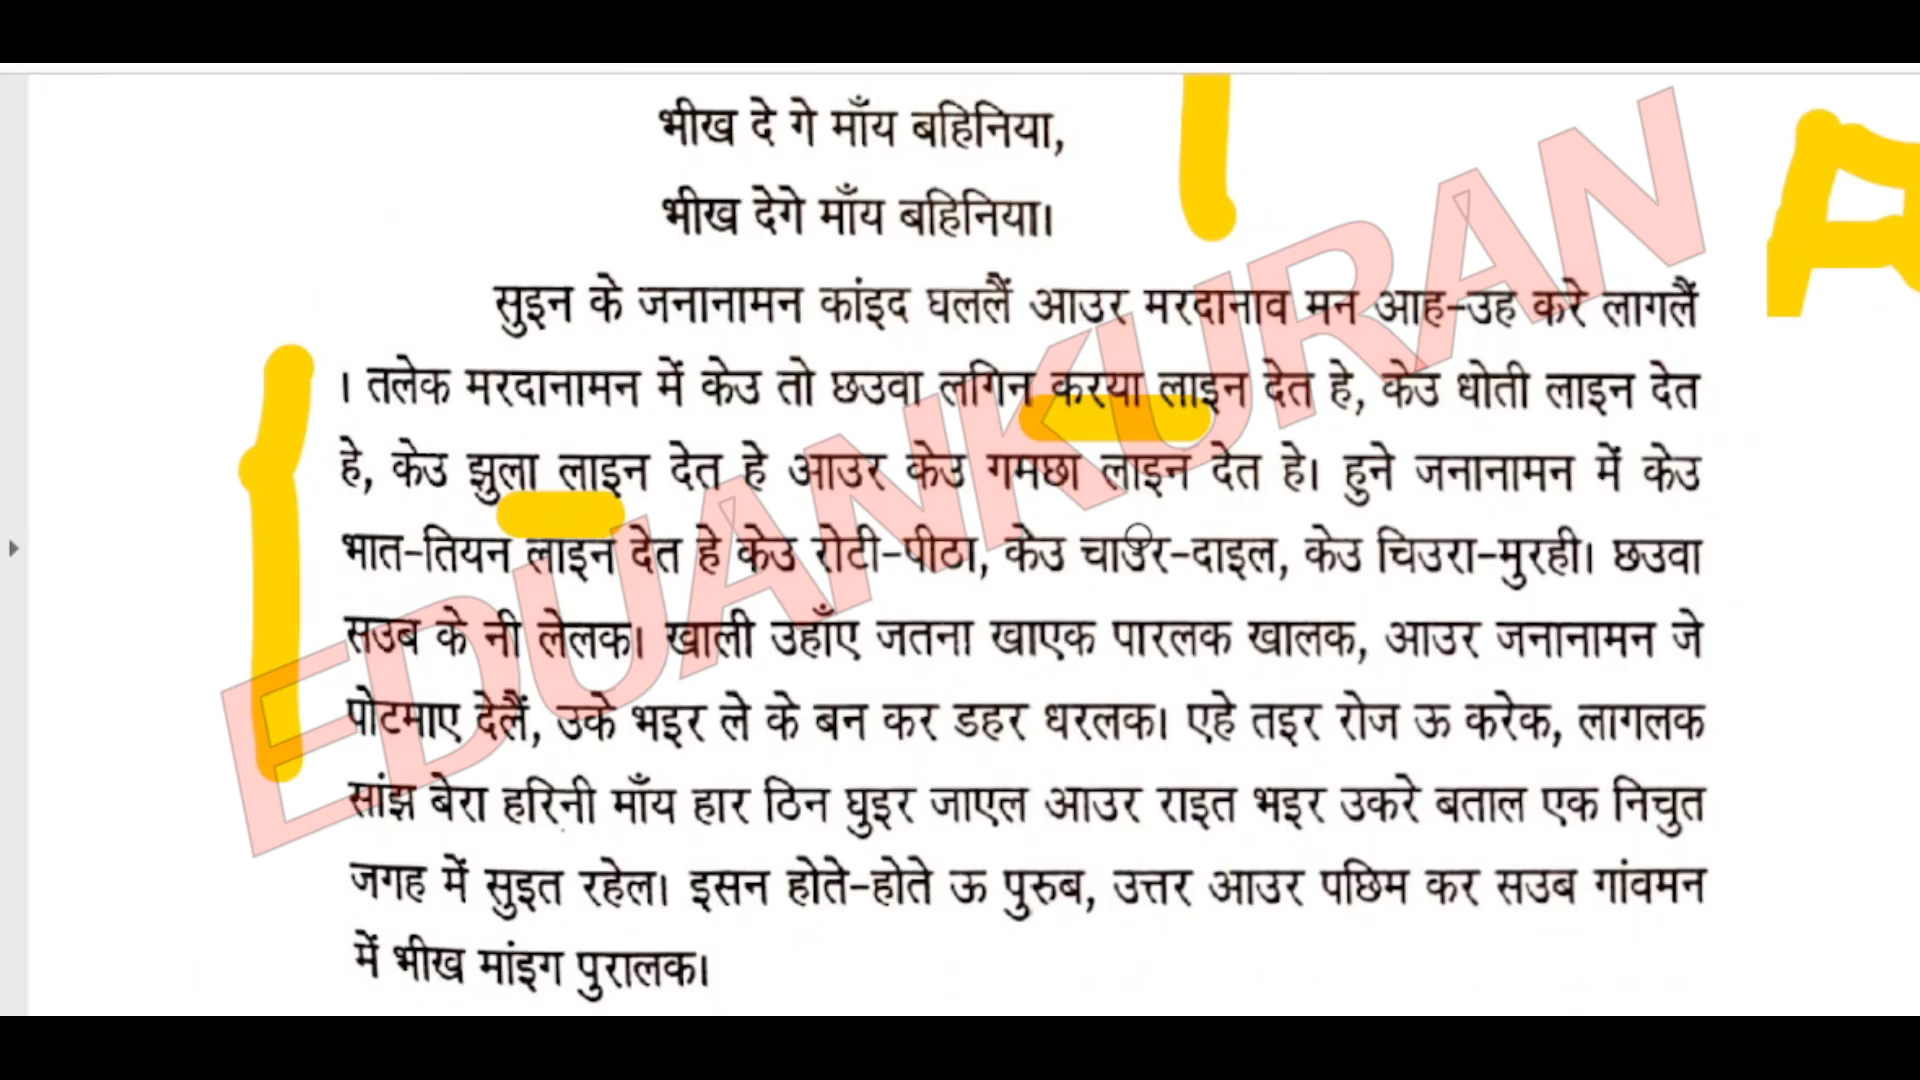 भीख दे गे माँय बहिनिया,
भीख देगे माँय बहिनिया।
सुइन के जनानामन कांइद घललैं आउर मरदानाव मन आह-उह करे लागलैं
। तलेक मरदानामन में केउ तो छउवा लगिन करया लाइन देत हे, केउ धोती लाइन देत
हे, केउ झुला लाइन देत हे आउर केउ गमछा लाइन देत हे। हुने जनानामन में केउ
भात-तियन लाइन देत हे केउ रोटी-पीठा, केउ चाउर-दाइल, केउ चिउरा-मुरही। छउवा
सउब के नी लेलक। खाली उहाँए जतना खाएक पारलक खालक, आउर जनानामन जे
पोटमाए देलैं, उके भइर ले के बन कर डहर धरलक। एहे तइर रोज ऊ करेक, लागलक
सांझ बेरा हरिनी माँय हार ठिन घुइर जाएल आउर राइत भइर उकरे बताल एक निचुत
जगह में सुइत रहेल। इसन होते-होते ऊ पुरुब, उत्तर आउर पछिम कर सउब गांवमन
में भीख मांइग पुरालक।
EDUANKURAN